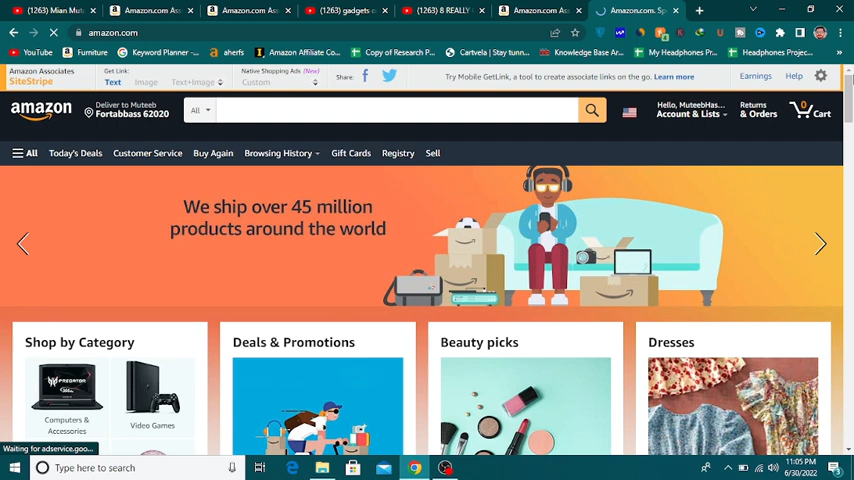 (1263) Mian Mut
Amazon.com Ass
Amazon.com Ass
(1263) gadgets o
(1263) 8 REALLY
Amazon.com Ass
Amazon.com. Sp
amazon.com
YouTube
Furniture
Keyword Planner -...
aherfs
Amazon Affiliate Co...
Copy of Research P...
Cartvela | Stay tunn...
Knowledge Base Ar...
My Headphones Pr...
Headphones Projec...
Amazon Associates
SiteStripe
Get Link:
Text
Image
Text+Image
Native Shopping Ads (New)
Custom
Share:
Try Mobile GetLink, a tool to create associate links on the go. Learn more
Earnings
Help
amazon
Deliver to Muteeb
Fortabbass 62020
All
Hello, MuteebHas...
Account & Lists
Returns
& Orders
0
Cart
All
Today's Deals
Customer Service
Buy Again
Browsing History
Gift Cards
Registry
Sell
We ship over 45 million
products around the world
Shop by Category
Deals & Promotions
Beauty picks
Dresses
PREDATOR
Computers &
Accessories
Video Games
Waiting for adservice.goo...
Type here to search
11:05 PM
6/30/2022
3